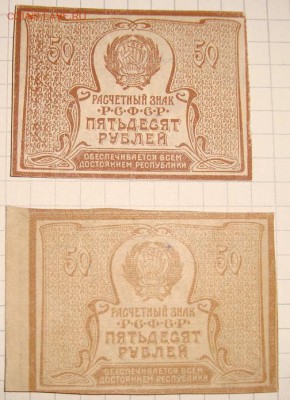 50 50
РАСЧЕТНЫЙ ЗНАК
Р·С·Ф·С·Р
ПЯТЬДЕСЯТ
РУБЛЕЙ
ОБЕСПЕЧИВАЕТСЯ ВСЕМ
ДОСТОЯНИЕМ РЕСПУБЛИКИ
50 50
РАСЧЕТНЫЙ ЗНАК
Р·С·Ф·С·Р
ПЯТЬДЕСЯТ
РУБЛЕЙ
ОБЕСПЕЧИВАЕТСЯ ВСЕМ
ДОСТОЯНИЕМ РЕСПУБЛИКИ